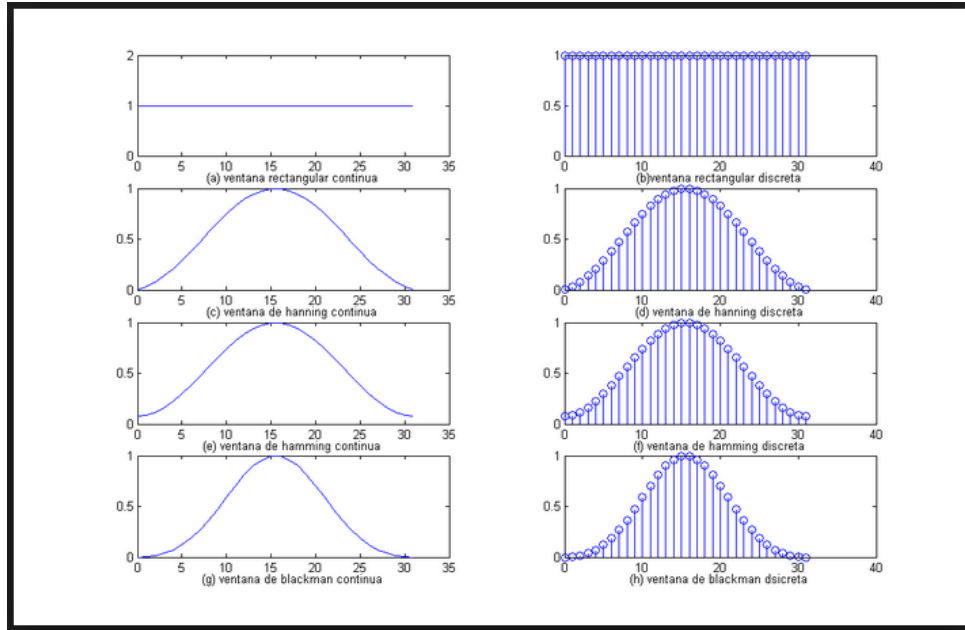 2
1
0
0 5 10 15 20 25 30 35
(a) ventana rectangular continua
1
0.5
0
0 10 20 30 40
(b)ventana rectangular discreta
1
0.5
0
0 5 10 15 20 25 30 35
(c) ventana de hanning continua
1
0.5
0
0 10 20 30 40
(d) ventana de hanning discreta
1
0.5
0
0 5 10 15 20 25 30 35
(e) ventana de hamming continua
1
0.5
0
0 10 20 30 40
(f) ventana de hamming discreta
1
0.5
0
0 5 10 15 20 25 30 35
(g) ventana de blackman continua
1
0.5
0
0 10 20 30 40
(h) ventana de blackman dsicreta